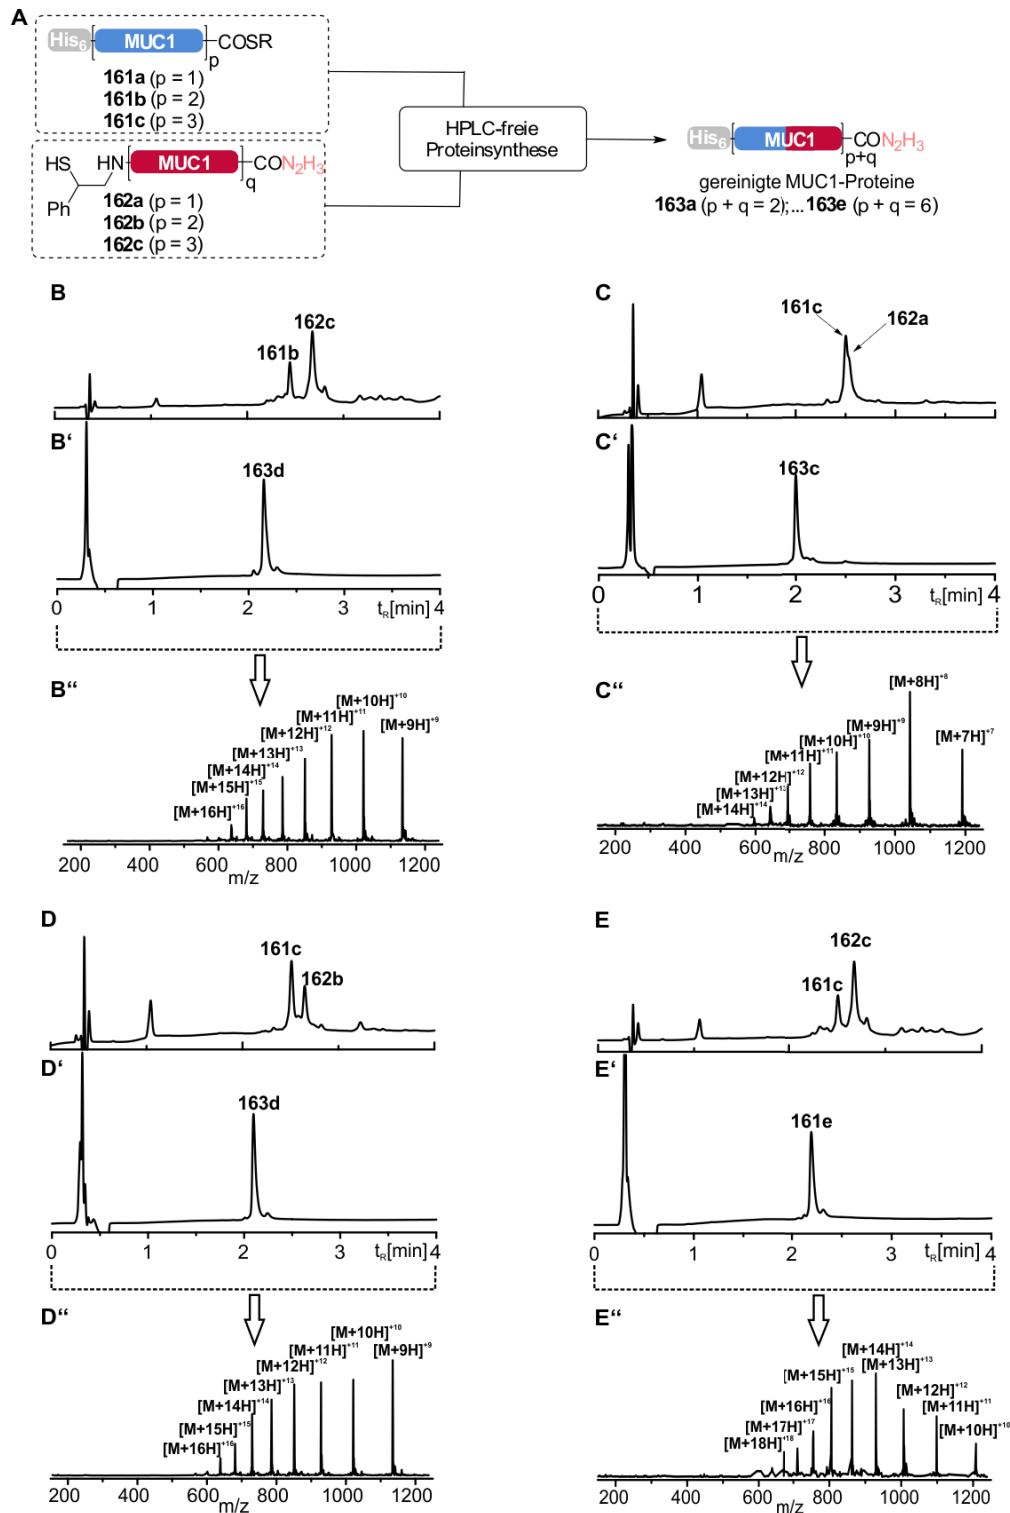 A
His6 [ MUC1 ]p COSR
161a (p = 1)
161b (p = 2)
161c (p = 3)
HS HN [ MUC1 ]q CON2H3
Ph
162a (p = 1)
162b (p = 2)
162c (p = 3)
HPLC-freie
Proteinsynthese
His6 [ MUC1 ]p+q CON2H3
gereinigte MUC1-Proteine
163a (p + q = 2);... 163e (p + q = 6)
B
161b
162c
B‘
163d
0 1 2 3 tR[min] 4
B“
[M+16H]+16
[M+15H]+15
[M+14H]+14
[M+13H]+13
[M+12H]+12
[M+11H]+11
[M+10H]+10
[M+9H]+9
200 400 600 800 1000 1200
m/z
C
161c
162a
C‘
163c
0 1 2 3 tR[min] 4
C“
[M+14H]+14
[M+13H]+13
[M+12H]+12
[M+11H]+11
[M+10H]+10
[M+9H]+9
[M+8H]+8
[M+7H]+7
200 400 600 800 1000 1200
m/z
D
161c
162b
D‘
163d
0 1 2 3 tR[min] 4
D“
[M+16H]+16
[M+15H]+15
[M+14H]+14
[M+13H]+13
[M+12H]+12
[M+11H]+11
[M+10H]+10
[M+9H]+9
200 400 600 800 1000 1200
m/z
E
161c
162c
E‘
161e
0 1 2 3 tR[min] 4
E“
[M+18H]+18
[M+17H]+17
[M+16H]+16
[M+15H]+15
[M+14H]+14
[M+13H]+13
[M+12H]+12
[M+11H]+11
[M+10H]+10
200 400 600 800 1000 1200
m/z